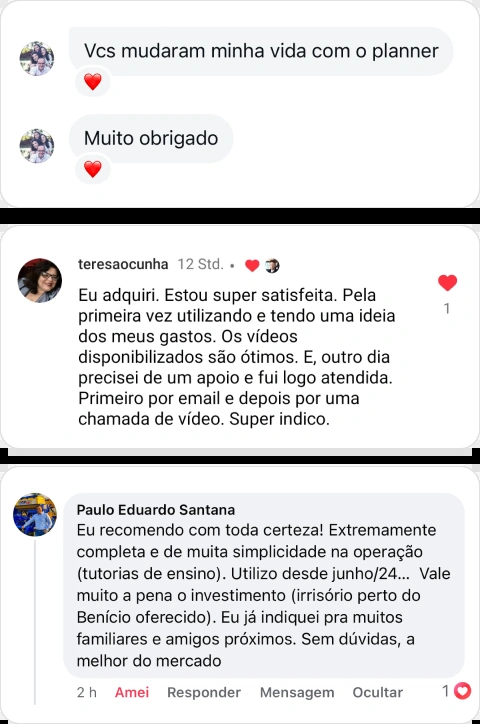 Vcs mudaram minha vida com o planner
Muito obrigado
teresaocunha 12 Std. •
Eu adquiri. Estou super satisfeita. Pela
primeira vez utilizando e tendo uma ideia
dos meus gastos. Os vídeos
disponibilizados são ótimos. E, outro dia
precisei de um apoio e fui logo atendida.
Primeiro por email e depois por uma
chamada de vídeo. Super indico.
1
Paulo Eduardo Santana
Eu recomendo com toda certeza! Extremamente
completa e de muita simplicidade na operação
(tutorias de ensino). Utilizo desde junho/24... Vale
muito a pena o investimento (irrisório perto do
Benício oferecido). Eu já indiquei pra muitos
familiares e amigos próximos. Sem dúvidas, a
melhor do mercado
2 h Amei Responder Mensagem Ocultar 1